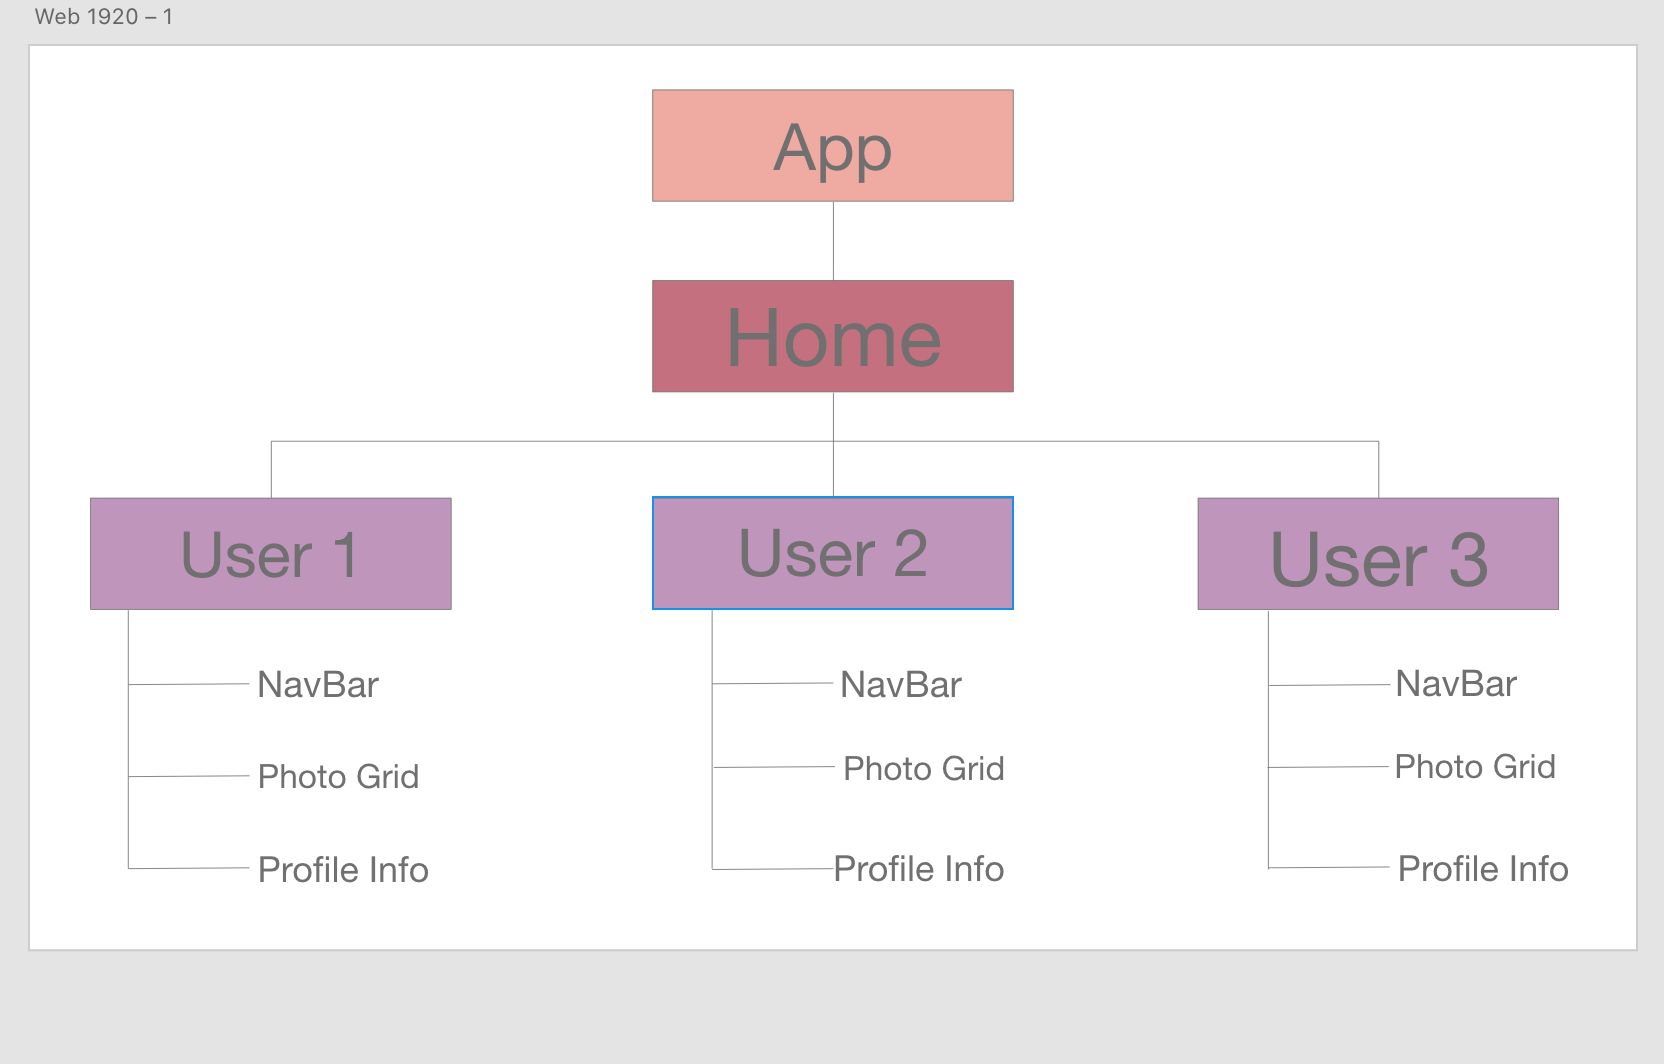 Web 1920 – 1
App
Home
User 1
User 2
User 3
NavBar
NavBar
NavBar
Photo Grid
Photo Grid
Photo Grid
Profile Info
Profile Info
Profile Info